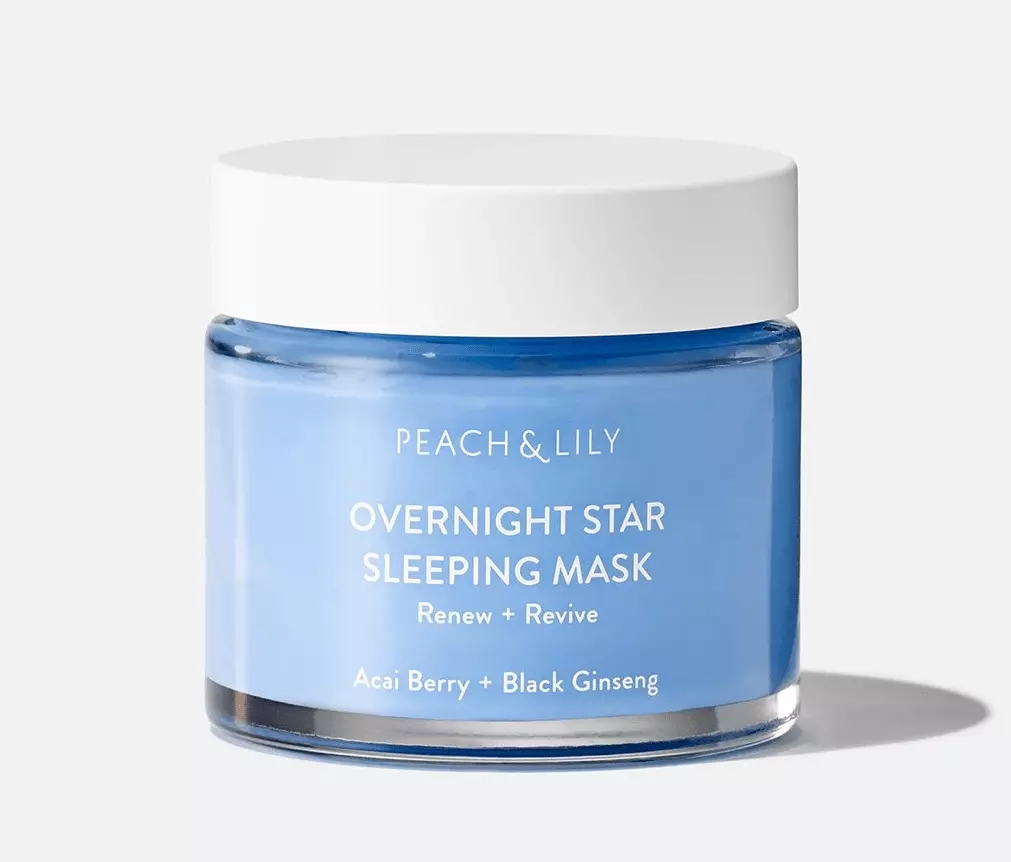 PEACH & LILY
OVERNIGHT STAR
SLEEPING MASK
Renew + Revive
Acai Berry + Black Ginseng